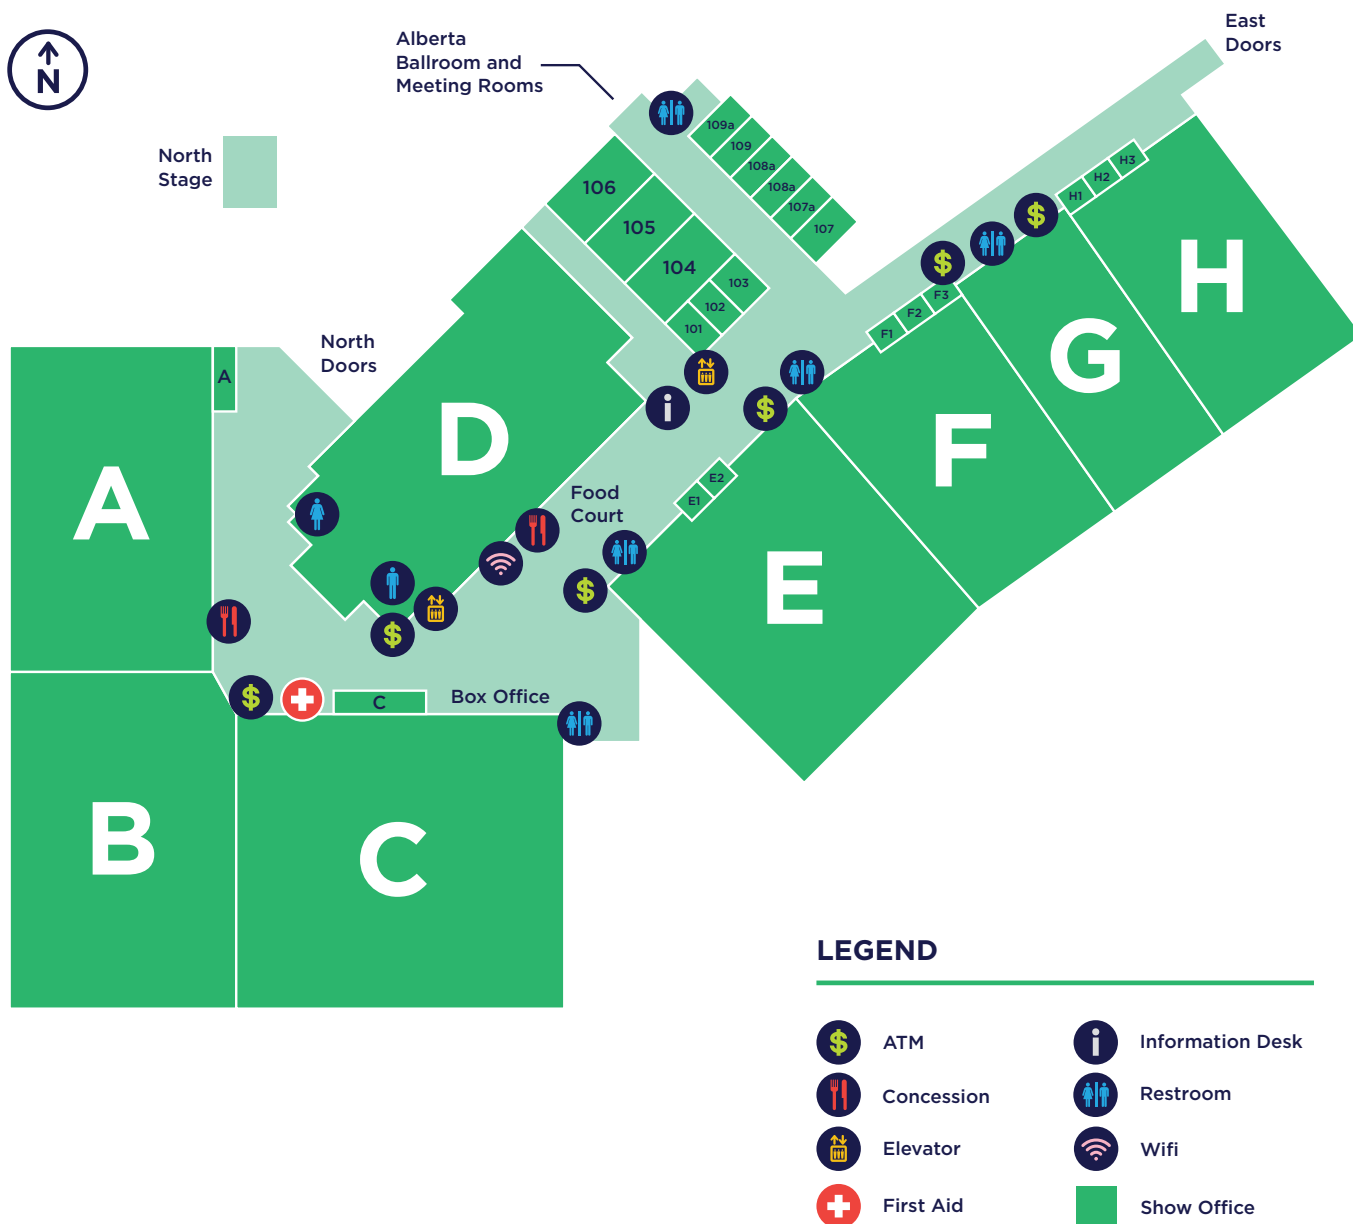 East
Doors
Alberta
Ballroom and
Meeting Rooms
N
North
Stage
109a
109
108a
108a
107a
107
106
105
104
103
102
101
H3
H2
H1
F3
F2
F1
H
G
F
E
North
Doors
A
A
D
E2
E1
Food
Court
i
$
$
$
$
$
$
C
Box Office
B
C
LEGEND
$ ATM
i Information Desk
Concession
Restroom
Elevator
Wifi
First Aid
Show Office